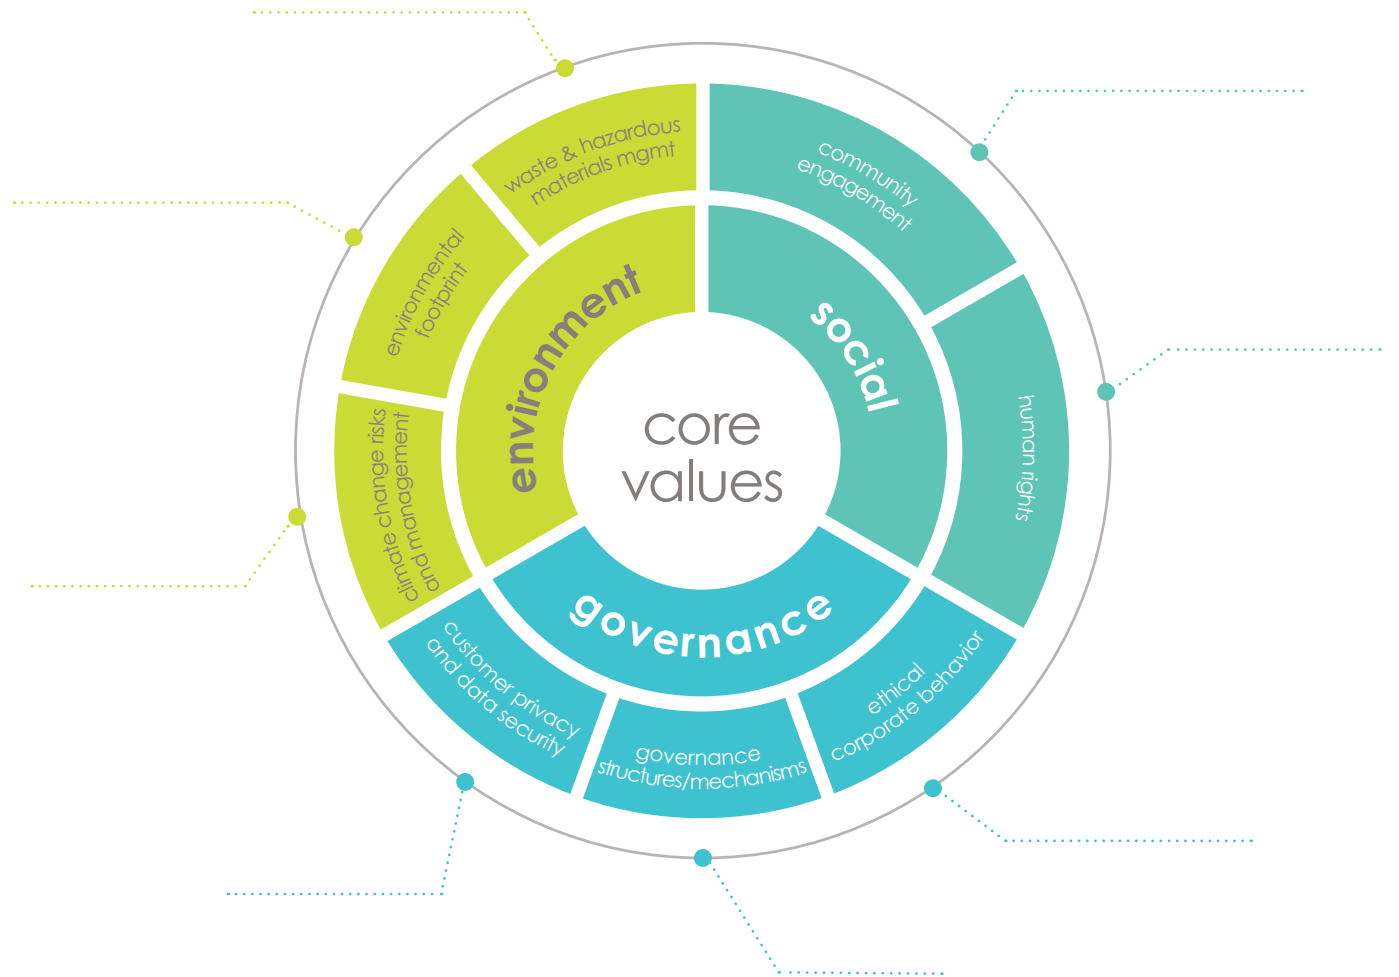 waste & hazardous
materials mgmt
community
engagement
environmental
footprint
environment
social
climate change risks
and management
core
values
human rights
governance
customer privacy
and data security
governance
structures/mechanisms
ethical
corporate behavior